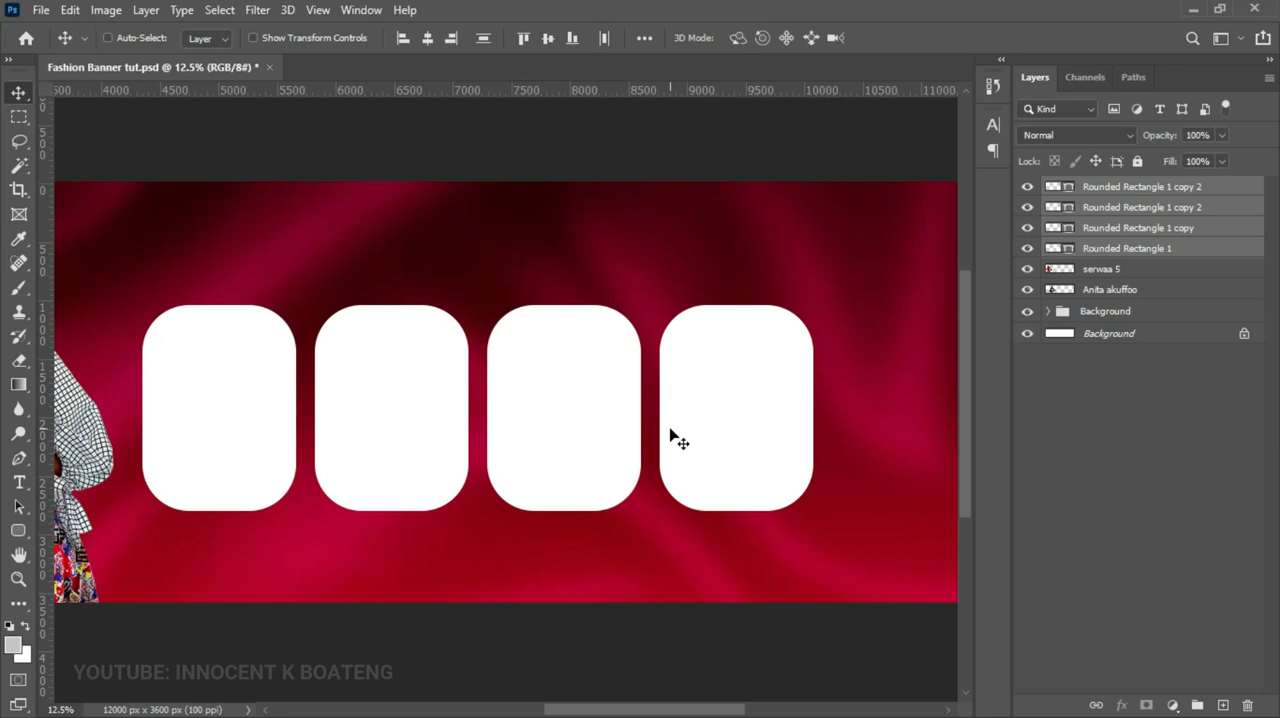 Ps File Edit Image Layer Type Select Filter 3D View Window Help
Auto-Select: Layer Show Transform Controls 3D Mode:
Fashion Banner tut.psd @ 12.5% (RGB/8#) *
4000 4500 5000 5500 6000 6500 7000 7500 8000 8500 9000 9500 10000 10500 11000
Layers Channels Paths
Kind
Normal Opacity: 100%
Lock: Fill: 100%
Rounded Rectangle 1 copy 2
Rounded Rectangle 1 copy 2
Rounded Rectangle 1 copy
Rounded Rectangle 1
serwaa 5
Anita akuffoo
Background
Background
YOUTUBE: INNOCENT K BOATENG
12.5% 12000 px x 3600 px (100 ppi)